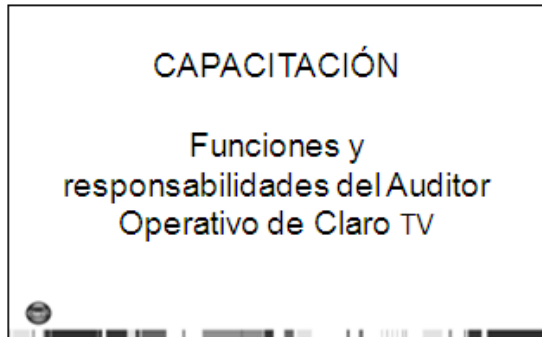 CAPACITACIÓN
Funciones y
responsabilidades del Auditor
Operativo de Claro TV